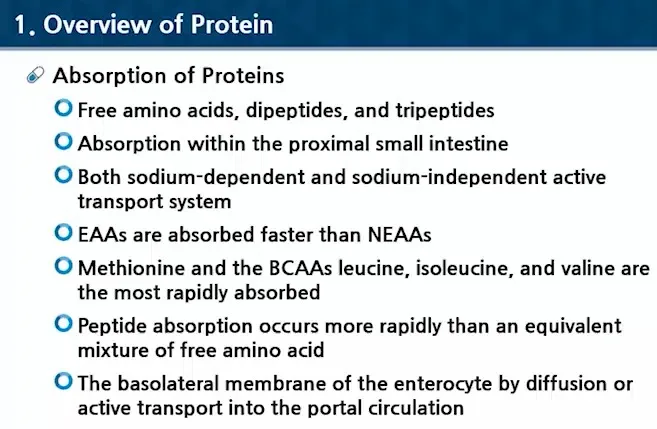 1. Overview of Protein
Absorption of Proteins
Free amino acids, dipeptides, and tripeptides
Absorption within the proximal small intestine
Both sodium-dependent and sodium-independent active
transport system
EAAs are absorbed faster than NEAAs
Methionine and the BCAAs leucine, isoleucine, and valine are
the most rapidly absorbed
Peptide absorption occurs more rapidly than an equivalent
mixture of free amino acid
The basolateral membrane of the enterocyte by diffusion or
active transport into the portal circulation